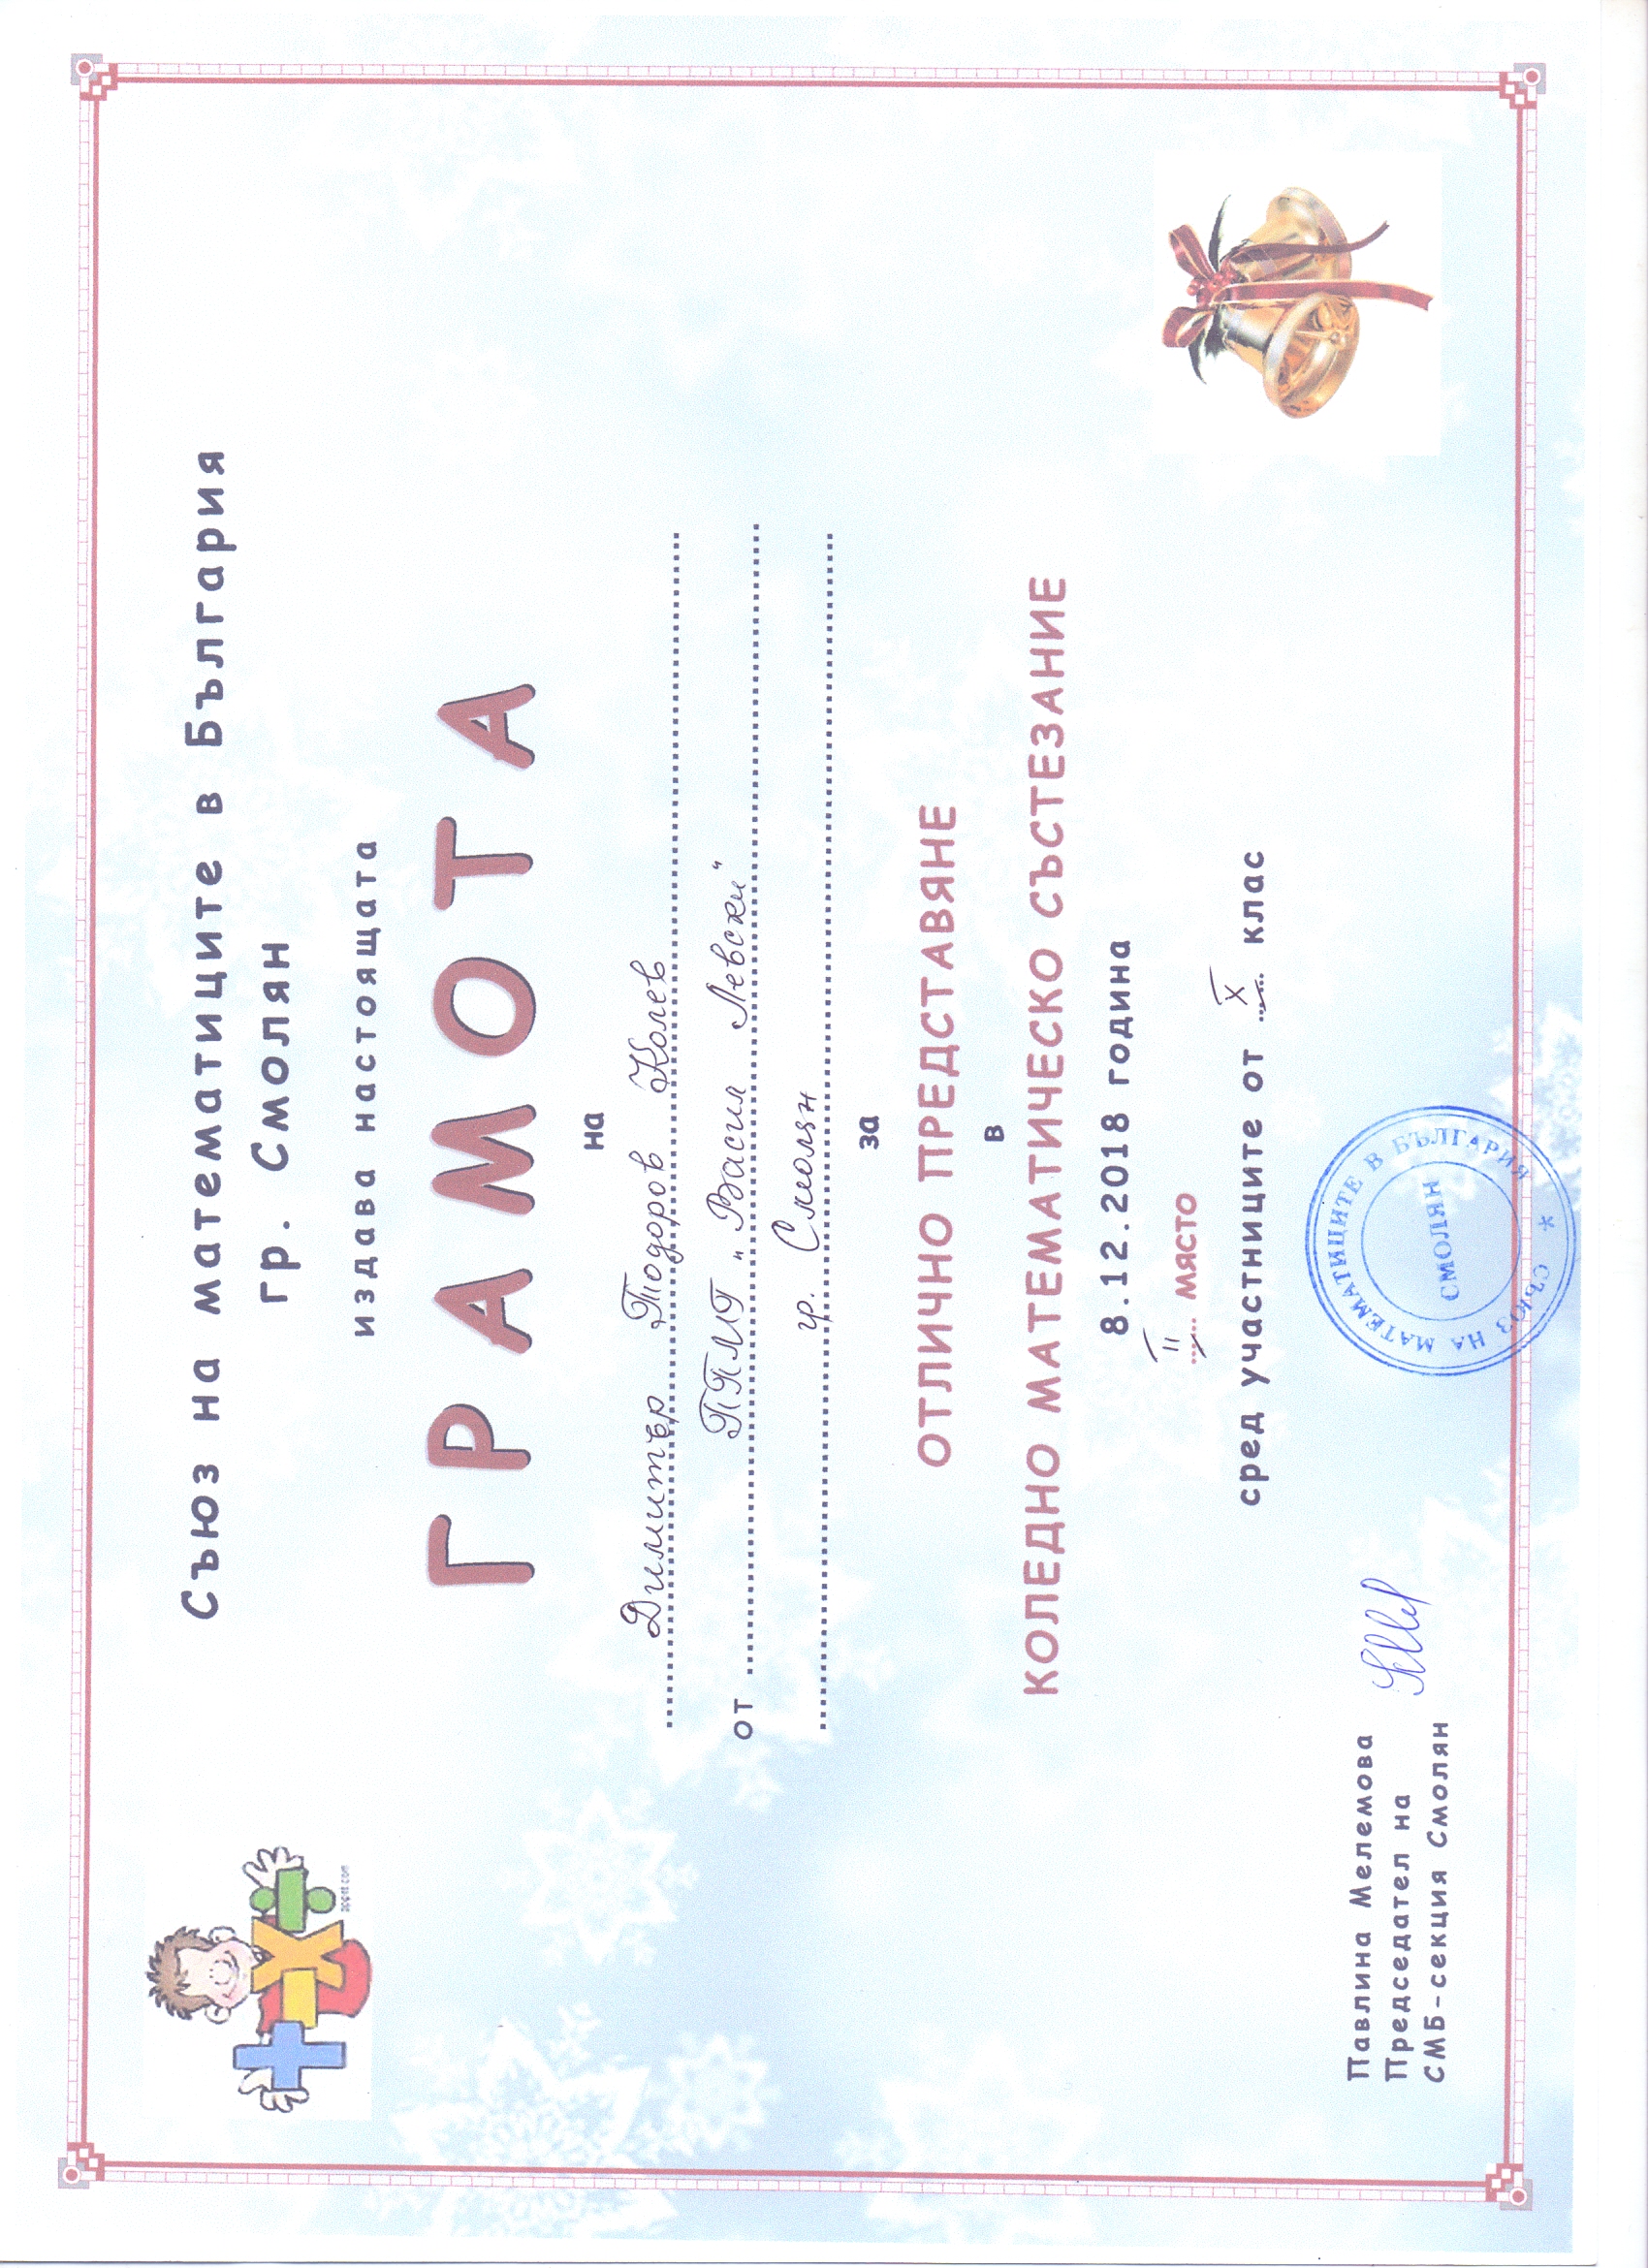 Съюз на математиците в България
гр. Смолян
издава настоящата
ГРАМОТА
на
Димитър Тодоров Колев
от ППМГ „Васил Левски“
гр. Смолян
за
ОТЛИЧНО ПРЕДСТАВЯНЕ
в
КОЛЕДНО МАТЕМАТИЧЕСКО СЪСТЕЗАНИЕ
8.12.2018 година
II място
сред участниците от X клас
Павлина Мелемова
Председател на
СМБ-секция Смолян
СЪЮЗ НА МАТЕМАТИЦИТЕ В БЪЛГАРИЯ *
СМОЛЯН